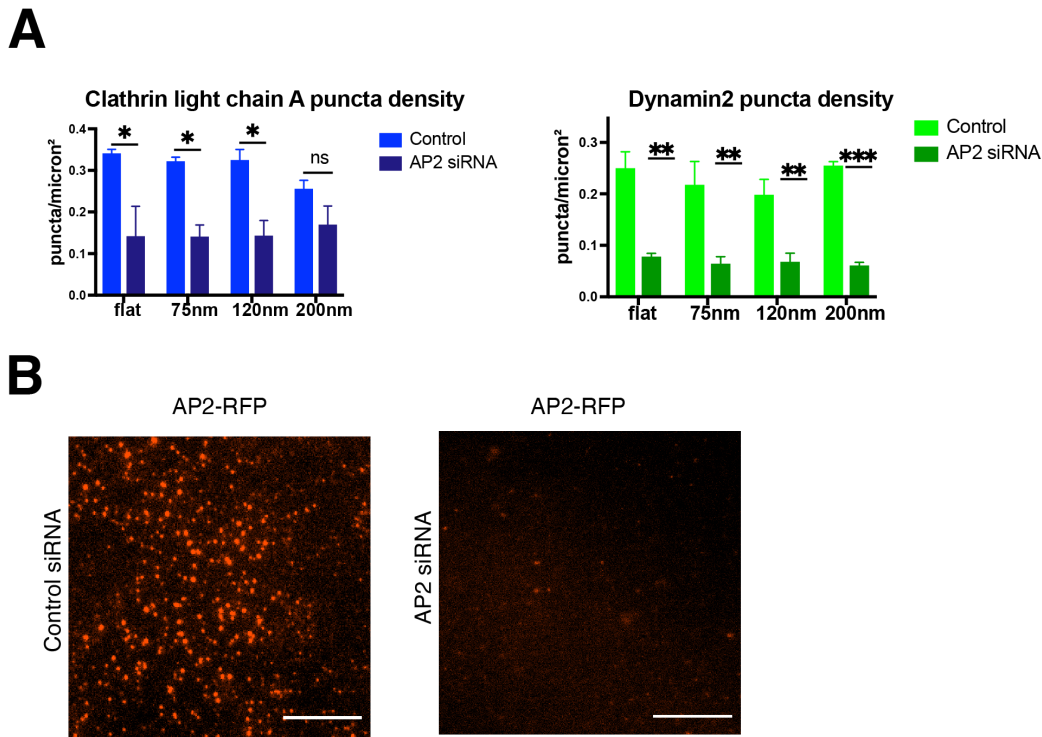 A
Clathrin light chain A puncta density
puncta/micron²
0.4
0.3
0.2
0.1
0.0
*
*
*
ns
flat
75nm
120nm
200nm
Control
AP2 siRNA
Dynamin2 puncta density
puncta/micron²
0.3
0.2
0.1
0.0
**
**
**
***
flat
75nm
120nm
200nm
Control
AP2 siRNA
B
AP2-RFP
Control siRNA
AP2-RFP
AP2 siRNA